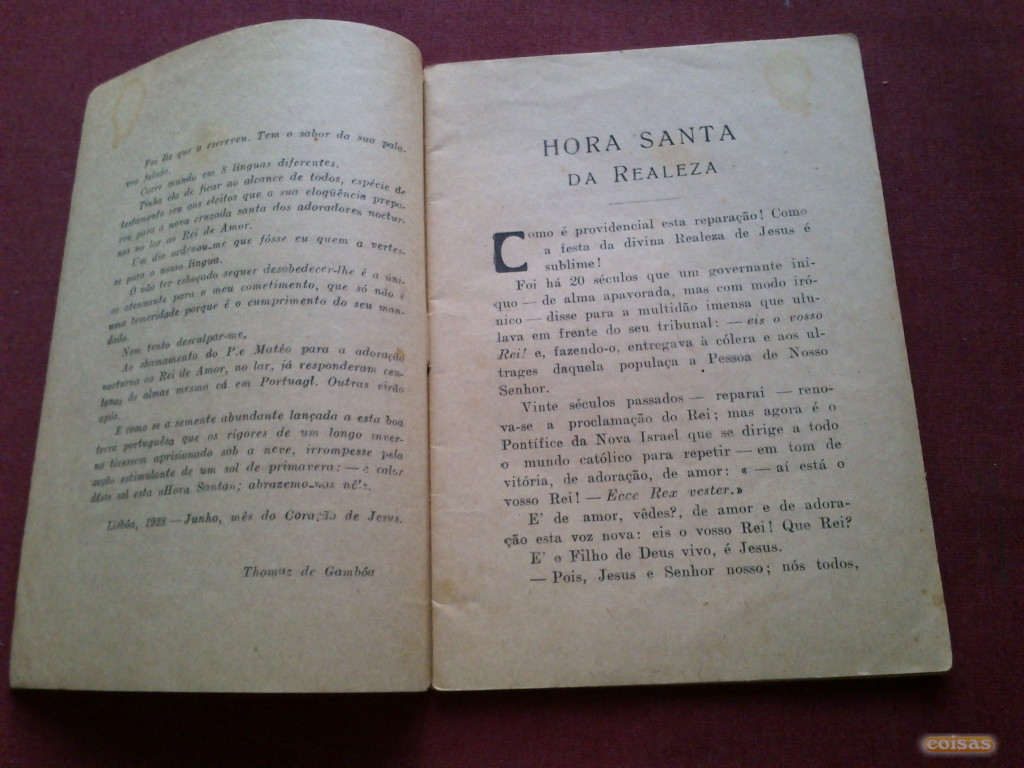 Foi Ele que o escreveu. Tem o sabor da sua pala-
vra falada.
Corre mundo em 8 línguas diferentes.
Tinha ela de ficar ao alcance de todos, espécie de
testamento seu aos eleitos que a sua eloqüência prepa-
rou para a nova cruzada santa dos adoradores noctur-
nos no lar ao Rei de Amor.
Um dia ordenou-me que fôsse eu quem a vertes-
se para o nosso língua.
O não ter esboçado sequer desobedecer-lhe é a úni-
ca atenuante para o meu cometimento, que só não é
uma temeridade porque é o cumprimento do seu man-
dado.
Nem tento desculpar-me.
Ao chamamento do P.e Matéo para a adoração
nocturna ao Rei de Amor, no lar, já responderam cen-
tenas de almas mesmo cá em Portuagl. Outras virão
após.
E como se a semente abundante lançada a esta boa
terra portuguêsa que os rigores de um longo inver-
no tivessem aprisionado sob a neve, irrompesse pela
acção estimulante de um sol de primavera: — o calor
dêste sol esta «Hora Santa»; abrazemo-nos nêle.
Lisbôa, 1928 — Junho, mês do Coração de Jesus.
Thomaz de Gambôa
HORA SANTA
DA REALEZA
Como é providencial esta reparação! Como
a festa da divina Realeza de Jesus é
sublime!
Foi há 20 séculos que um governante iní-
quo — de alma apavorada, mas com modo iró-
nico — disse para a multidão imensa que ulu-
lava em frente do seu tribunal: — eis o vosso
Rei! e, fazendo-o, entregava à cólera e aos ul-
trages daquela populaça a Pessoa de Nosso
Senhor.
Vinte séculos passados — reparai — reno-
va-se a proclamação do Rei; mas agora é o
Pontífice da Nova Israel que se dirige a todo
o mundo católico para repetir — em tom de
vitória, de adoração, de amor: « — aí está o
vosso Rei! — Ecce Rex vester.»
E' de amor, vêdes?, de amor e de adora-
ção esta voz nova: eis o vosso Rei! Que Rei?
E' o Filho de Deus vivo, é Jesus.
— Pois, Jesus e Senhor nosso; nós todos,
coisas